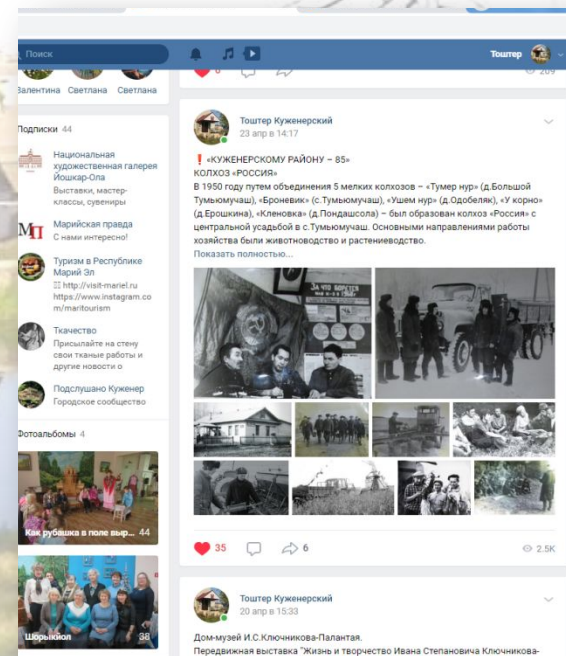 Поиск
Тоштер
Валентина Светлана Светлана
6
209
Подписки 44
Национальная
художественная галерея
Йошкар-Ола
Выставки, мастер-
классы, сувениры
МП
Марийская правда
С нами интересно!
Туризм в Республике
Марий Эл
http://visit-mariel.ru
https://www.instagram.co
m/maritourism
Ткачество
Присылайте на стену
свои тканые работы и
другие новости о
Подслушано Куженер
Городское сообщество
Фотоальбомы 4
Как рубашка в поле выр... 44
Шорыкйол 38
Тоштер Куженерский
23 апр в 14:17
❗ «КУЖЕНЕРСКОМУ РАЙОНУ – 85»
КОЛХОЗ «РОССИЯ»
В 1950 году путем объединения 5 мелких колхозов – «Тумер нур» (д.Большой
Тумьюмучаш), «Броневик» (с.Тумьюмучаш), «Ушем нур» (д.Одобеляк), «У корно»
(д.Ерошкина), «Кленовка» (д.Пондашсола) – был образован колхоз «Россия» с
центральной усадьбой в с.Тумьюмучаш. Основными направлениями работы
хозяйства были животноводство и растениеводство.
Показать полностью...
ЗА ЧТО БОРЕТСЯ
35
6
2.5K
Тоштер Куженерский
20 апр в 15:33
Дом-музей И.С.Ключникова-Палантая.
Передвижная выставка "Жизнь и творчество Ивана Степановича Ключникова-